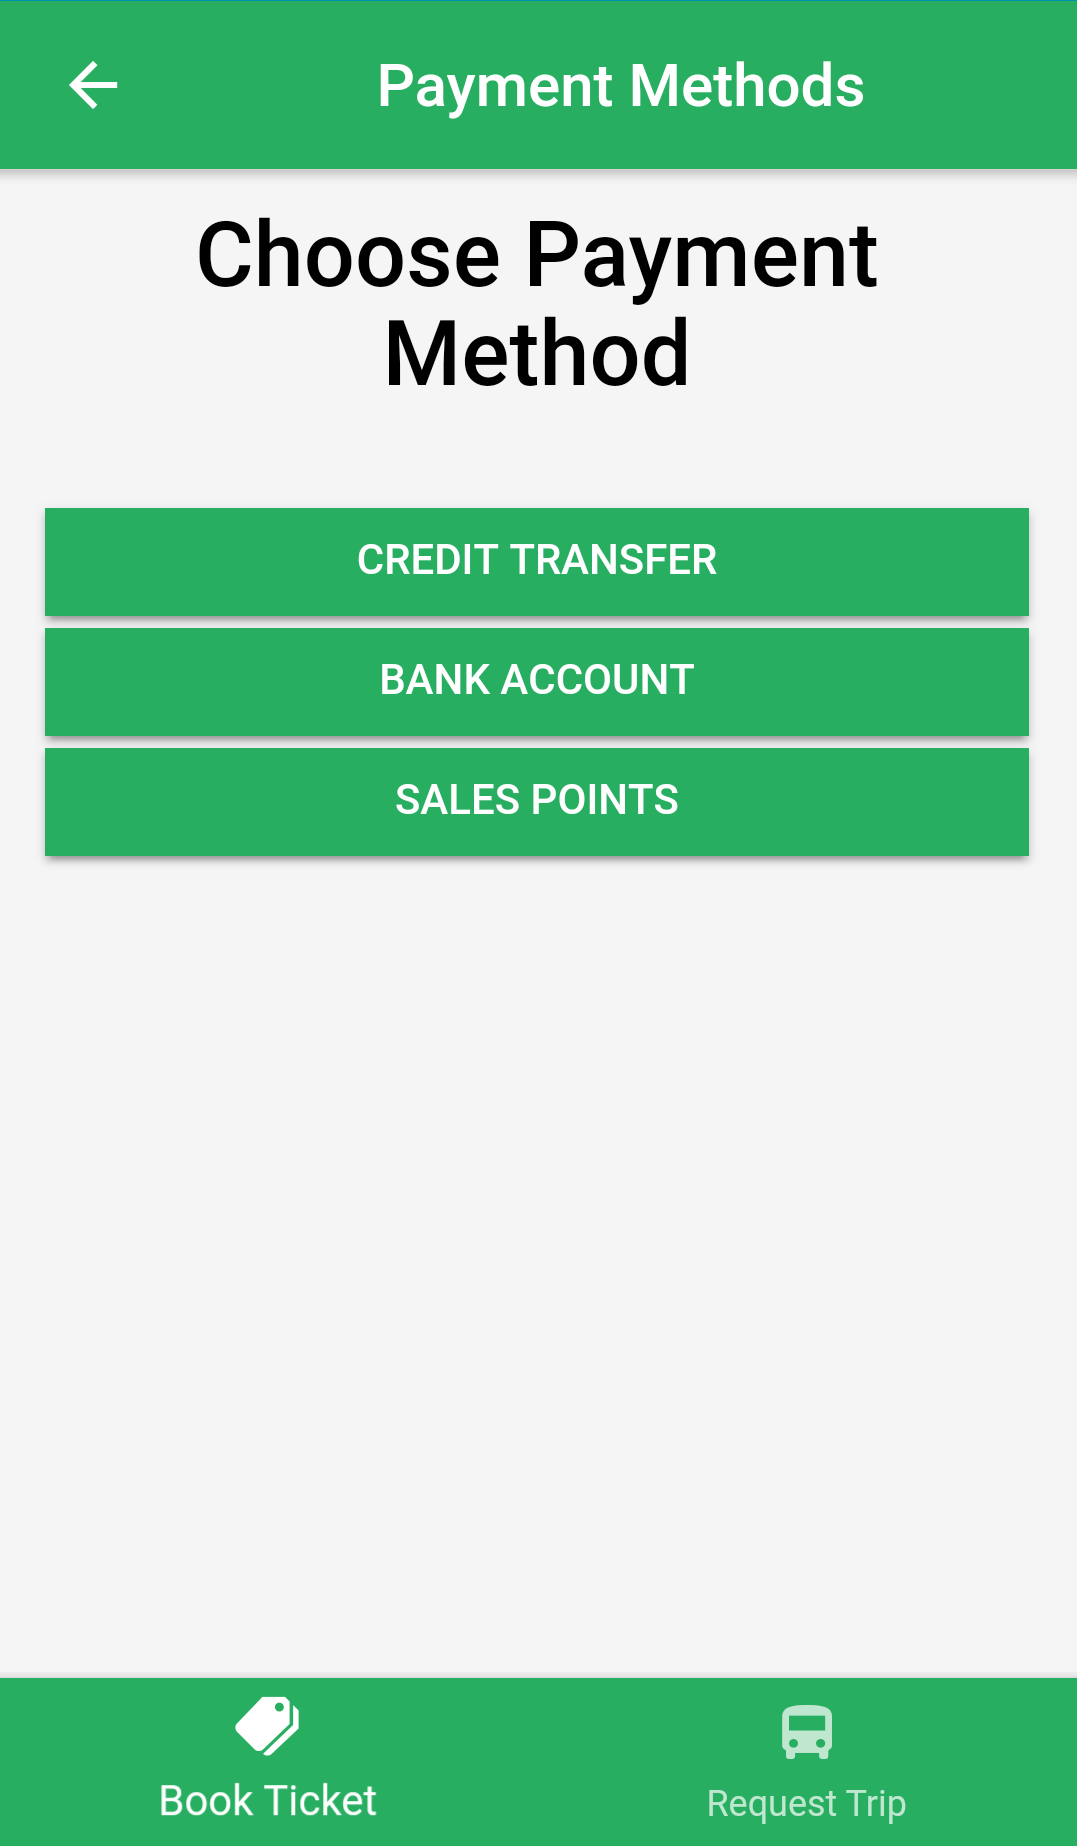 Payment Methods
Choose Payment
Method
CREDIT TRANSFER
BANK ACCOUNT
SALES POINTS
Book Ticket
Request Trip